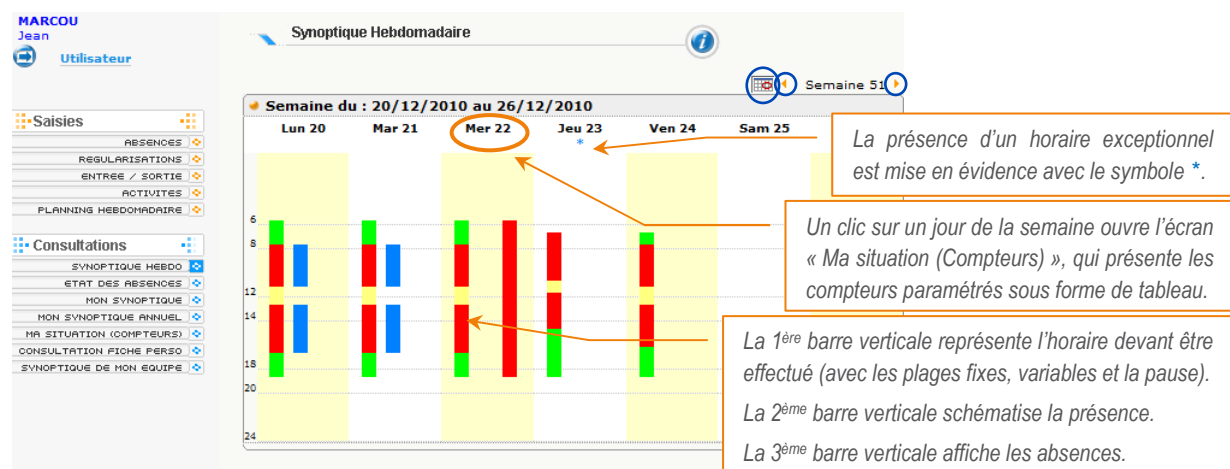 MARCOU
Jean
Utilisateur
Synoptique Hebdomadaire
i
Semaine 51
Semaine du : 20/12/2010 au 26/12/2010
Lun 20 Mar 21 Mer 22 Jeu 23 Ven 24 Sam 25
*
Saisies
ABSENCES
REGULARISATIONS
ENTREE / SORTIE
ACTIVITES
PLANNING HEBDOMADAIRE
Consultations
SYNOPTIQUE HEBDO
ETAT DES ABSENCES
MON SYNOPTIQUE
MON SYNOPTIQUE ANNUEL
MA SITUATION (COMPTEURS)
CONSULTATION FICHE PERSO
SYNOPTIQUE DE MON EQUIPE
6
8
12
14
18
20
24
La présence d'un horaire exceptionnel
est mise en évidence avec le symbole *.
Un clic sur un jour de la semaine ouvre l'écran
« Ma situation (Compteurs) », qui présente les
compteurs paramétrés sous forme de tableau.
La 1ère barre verticale représente l'horaire devant être
effectué (avec les plages fixes, variables et la pause).
La 2ème barre verticale schématise la présence.
La 3ème barre verticale affiche les absences.